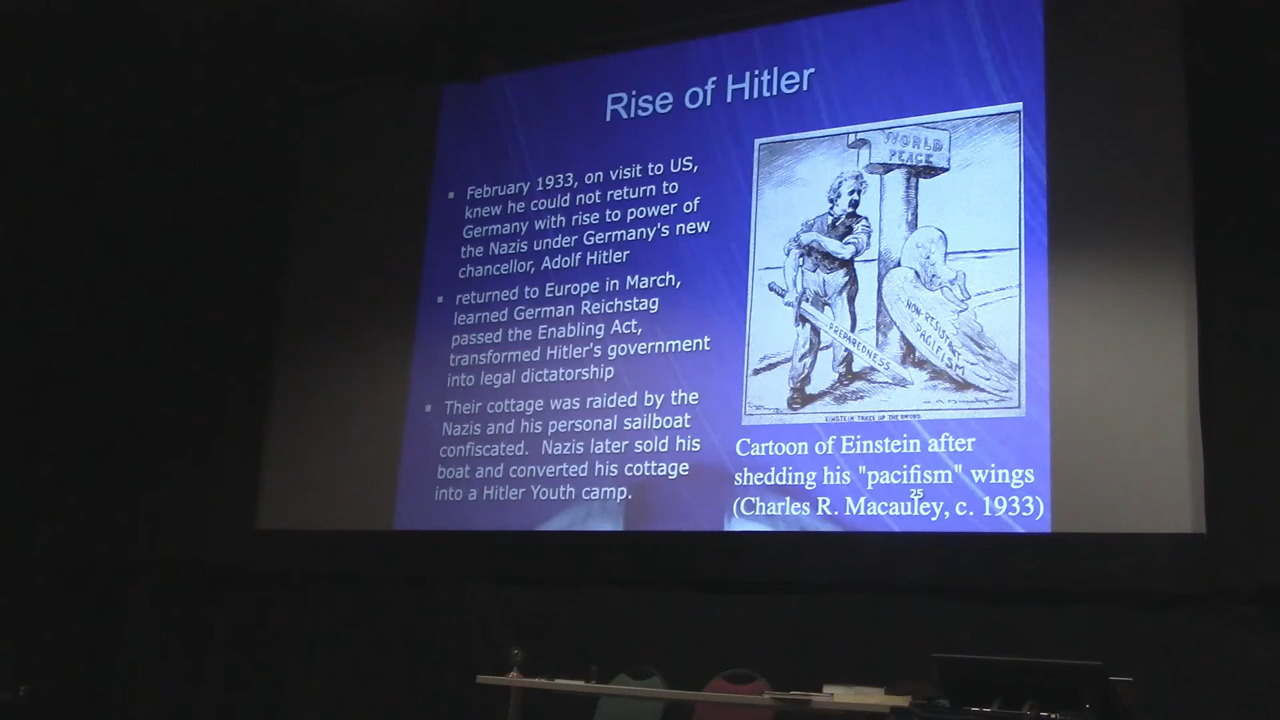 Rise of Hitler
▪ February 1933, on visit to US,
knew he could not return to
Germany with rise to power of
the Nazis under Germany's new
chancellor, Adolf Hitler
▪ returned to Europe in March,
learned German Reichstag
passed the Enabling Act,
transformed Hitler's government
into legal dictatorship
▪ Their cottage was raided by the
Nazis and his personal sailboat
confiscated.  Nazis later sold his
boat and converted his cottage
into a Hitler Youth camp.
WORLD
PEACE
NON-RESISTANT
PACIFISM
PREPAREDNESS
EINSTEIN TAKES UP THE SWORD
Cartoon of Einstein after
shedding his "pacifism" wings
(Charles R. Macauley, c. 1933)
25